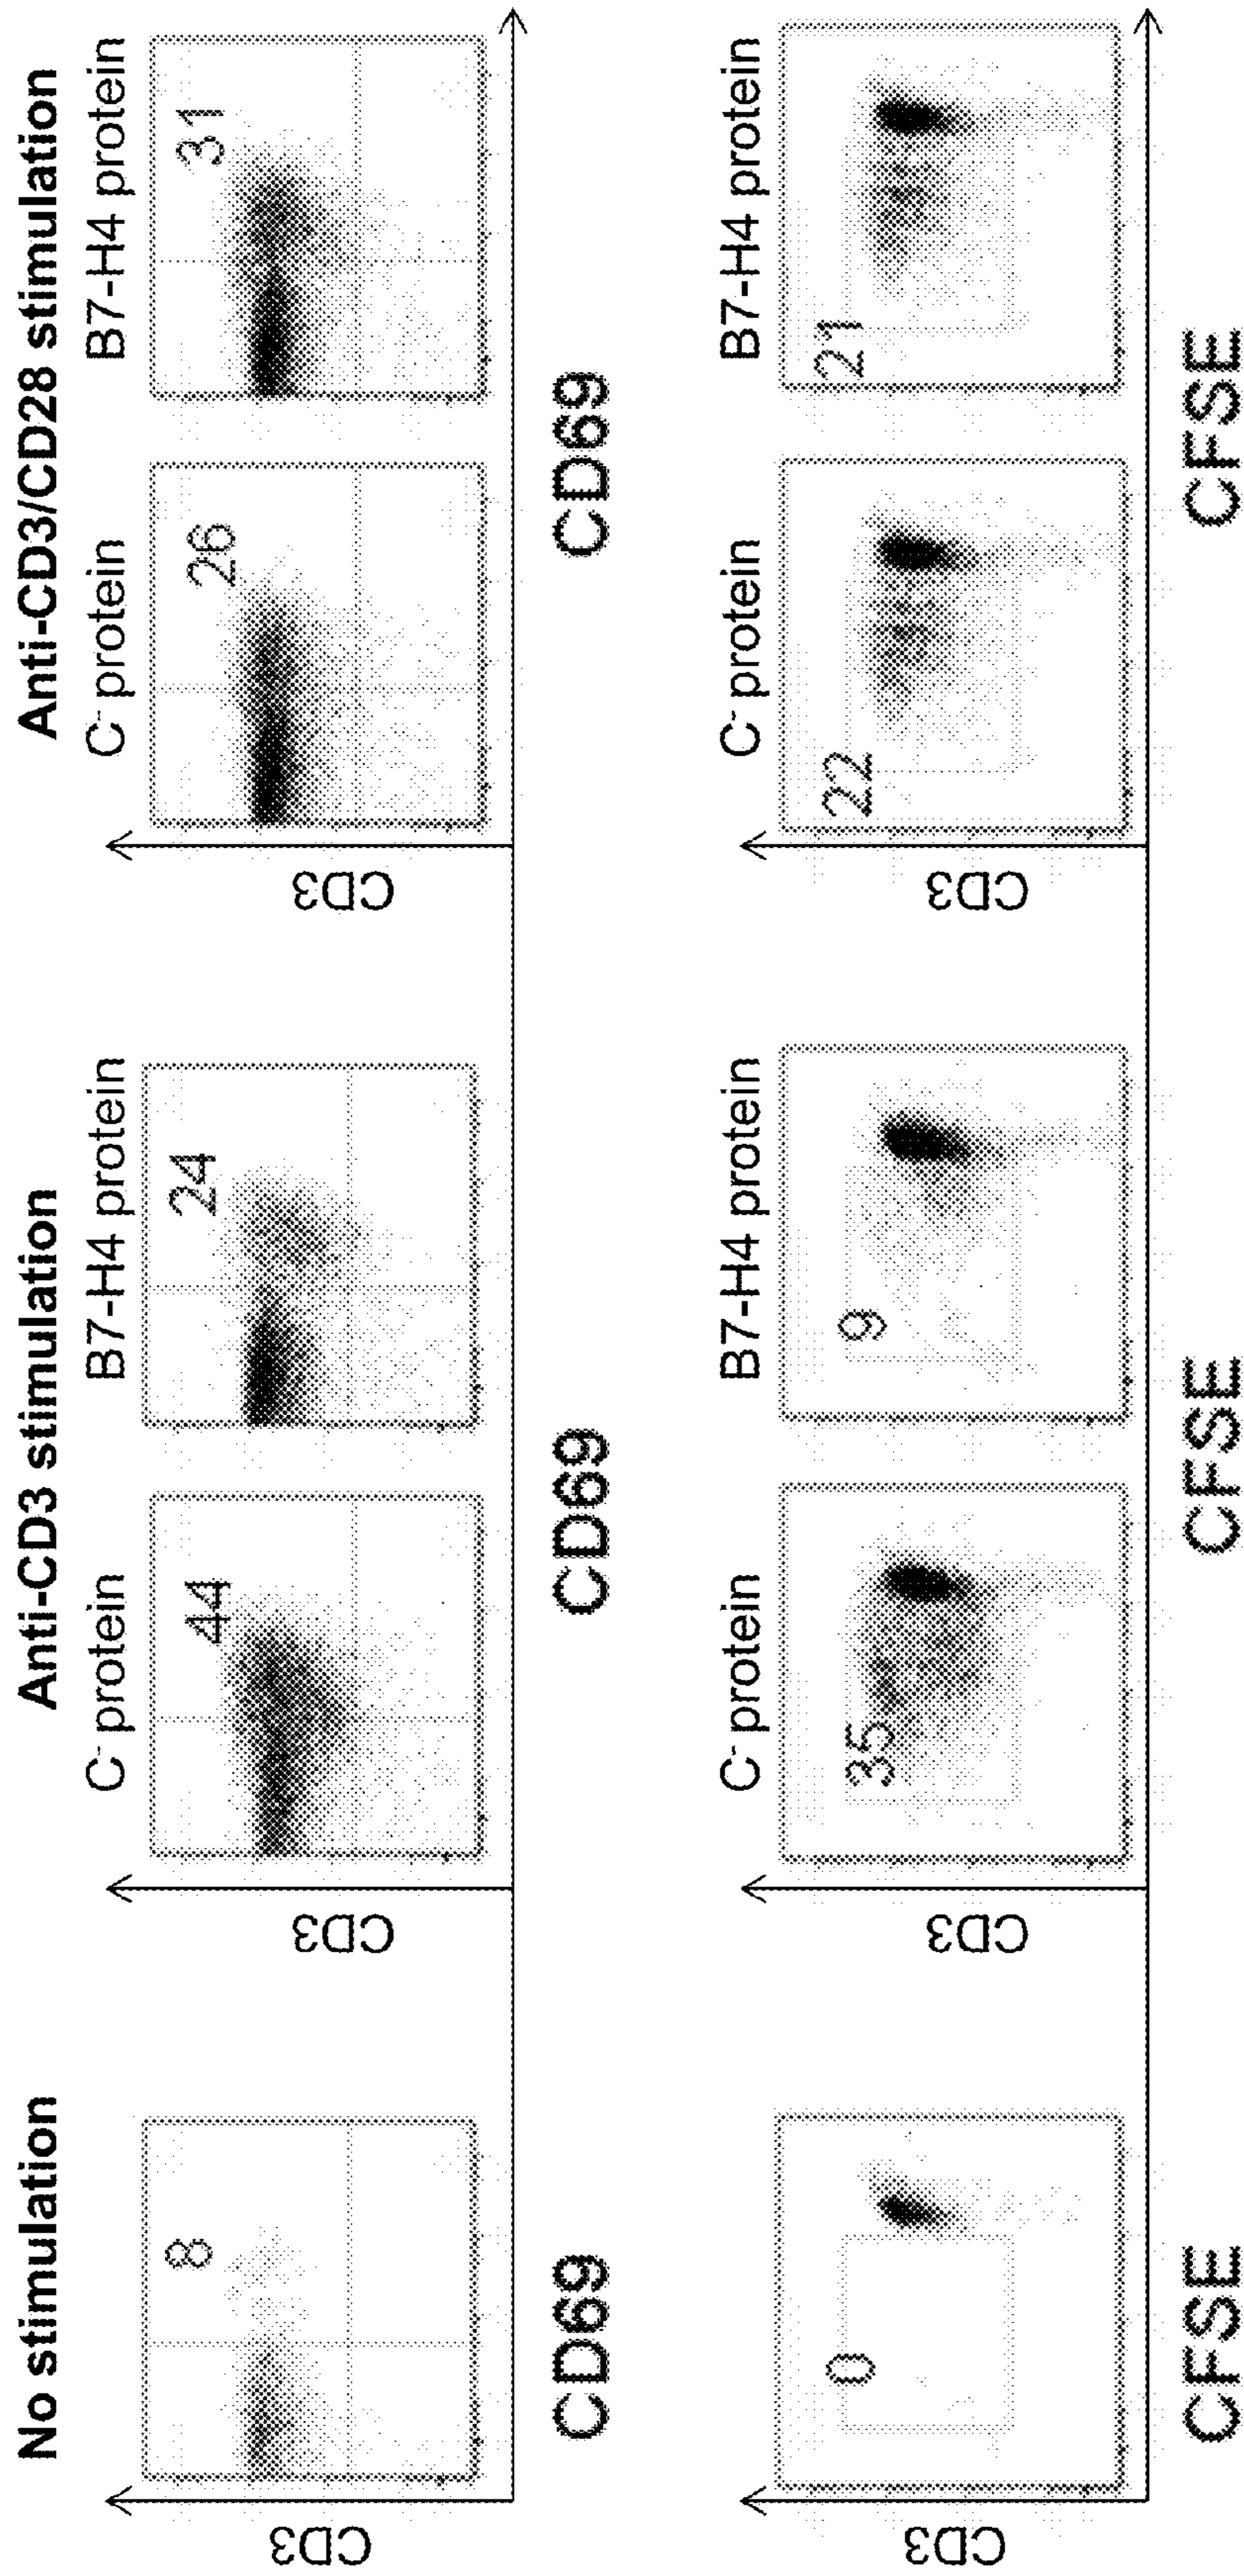 No stimulation
Anti-CD3 stimulation
Anti-CD3/CD28 stimulation
C⁻ protein
B7-H4 protein
C⁻ protein
B7-H4 protein
CD3
8
CD3
44
24
CD3
26
31
CD69
CD69
CD69
C⁻ protein
B7-H4 protein
C⁻ protein
B7-H4 protein
CD3
0
CD3
35
9
CD3
22
21
CFSE
CFSE
CFSE